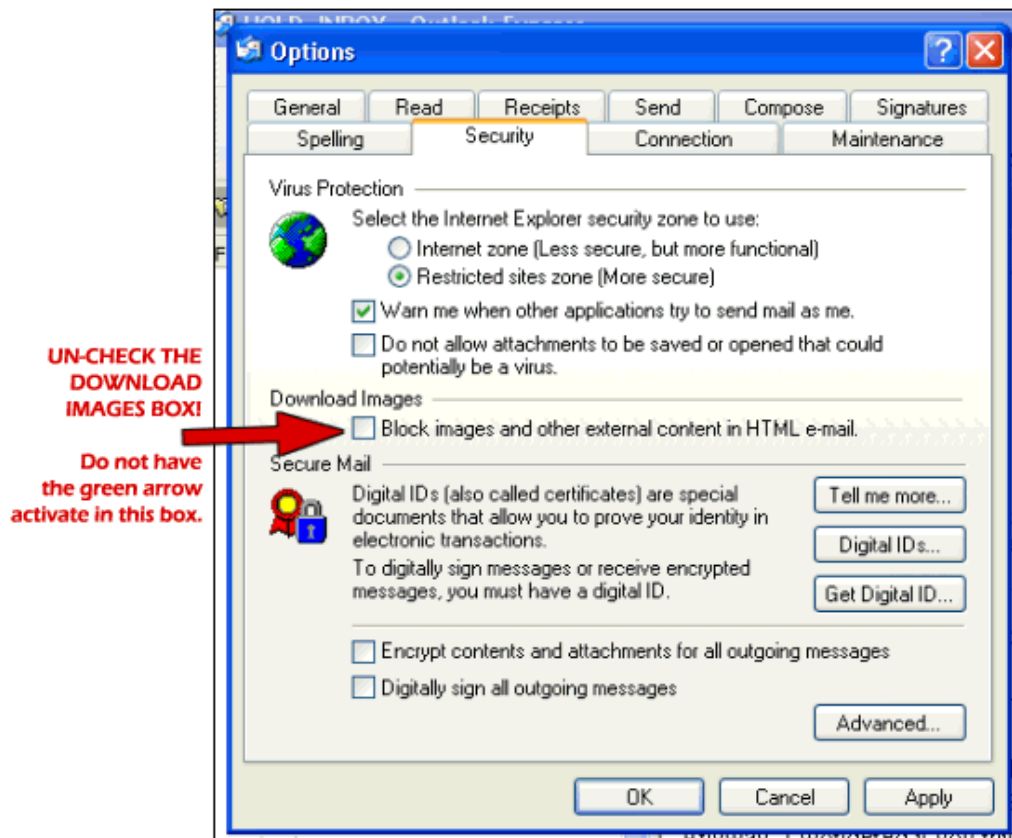 HOLD_INBOX - Outlook Express
Options
General Read Receipts Send Compose Signatures
Spelling Security Connection Maintenance
Virus Protection
Select the Internet Explorer security zone to use:
Internet zone (Less secure, but more functional)
Restricted sites zone (More secure)
Warn me when other applications try to send mail as me.
Do not allow attachments to be saved or opened that could
potentially be a virus.
UN-CHECK THE
DOWNLOAD
IMAGES BOX!
Do not have
the green arrow
activate in this box.
Download Images
Block images and other external content in HTML e-mail.
Secure Mail
Digital IDs (also called certificates) are special
documents that allow you to prove your identity in
electronic transactions.
To digitally sign messages or receive encrypted
messages, you must have a digital ID.
Tell me more...
Digital IDs...
Get Digital ID...
Encrypt contents and attachments for all outgoing messages
Digitally sign all outgoing messages
Advanced...
OK Cancel Apply